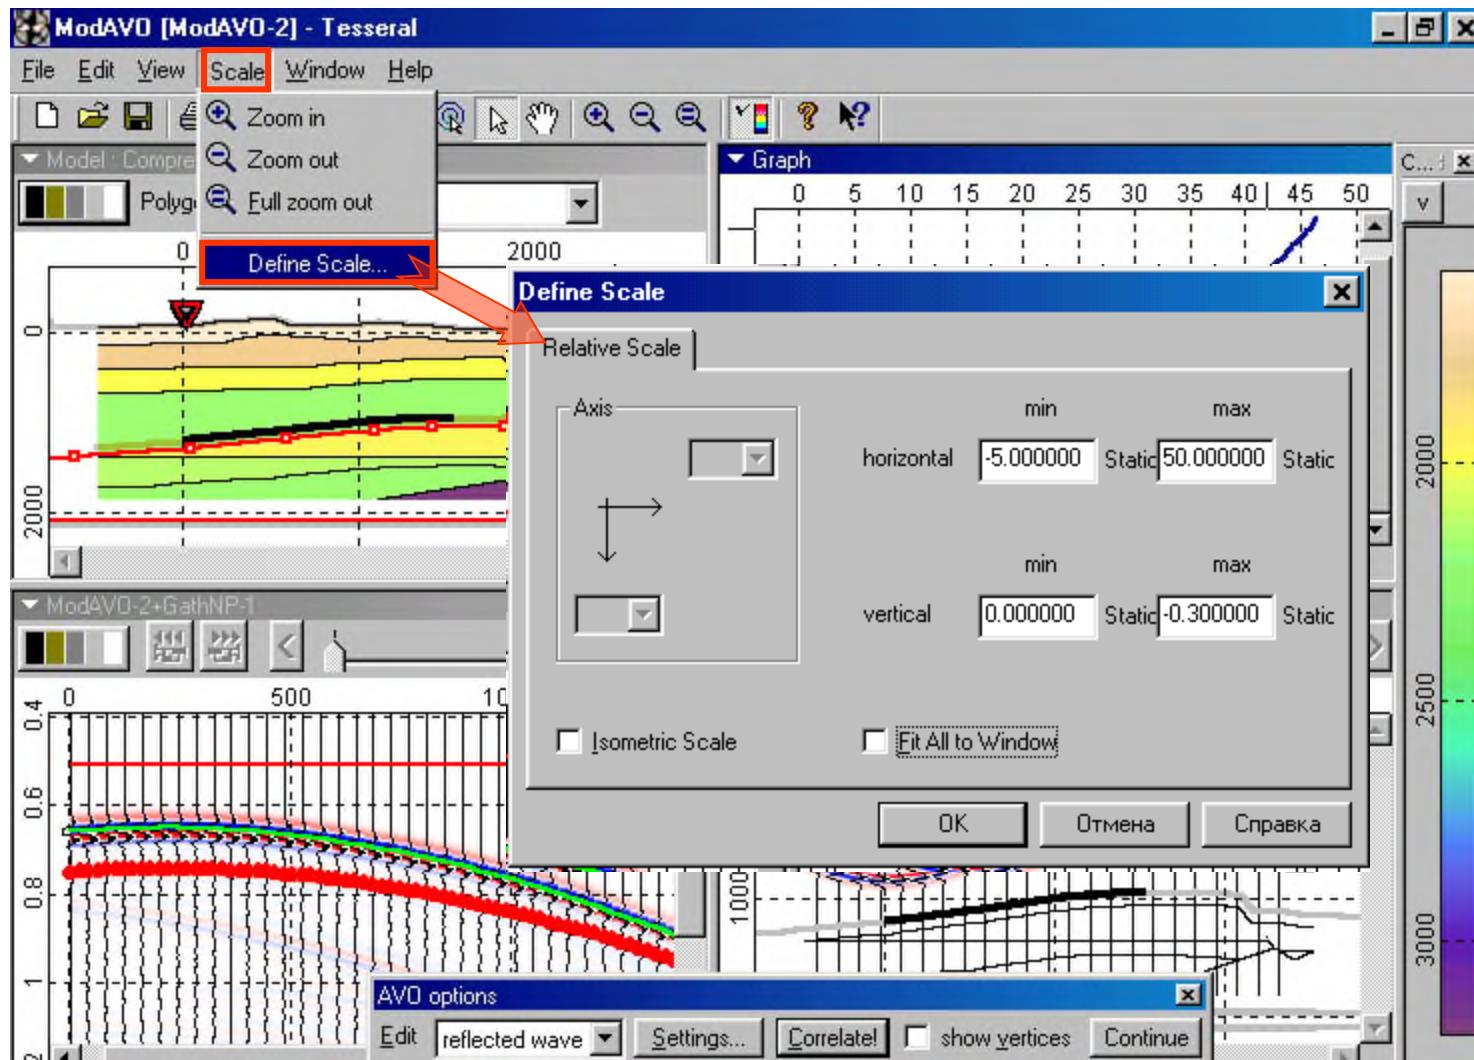 ModAVO [ModAVO-2] - Tesseral
File Edit View Scale Window Help
Zoom in
Zoom out
Full zoom out
Define Scale...
Model : Compre
Polyg
0 2000
0
2000
Graph
0 5 10 15 20 25 30 35 40 45 50
C...
v
2000
2500
3000
Define Scale
Relative Scale
Axis
min max
horizontal -5.000000 Static 50.000000 Static
min max
vertical 0.000000 Static -0.300000 Static
Isometric Scale Fit All to Window
OK Отмена Справка
ModAVO-2+GathNP-1
0 500 10
0.4
0.6
0.8
1
1000
AVO options
Edit reflected wave Settings... Correlate! show vertices Continue